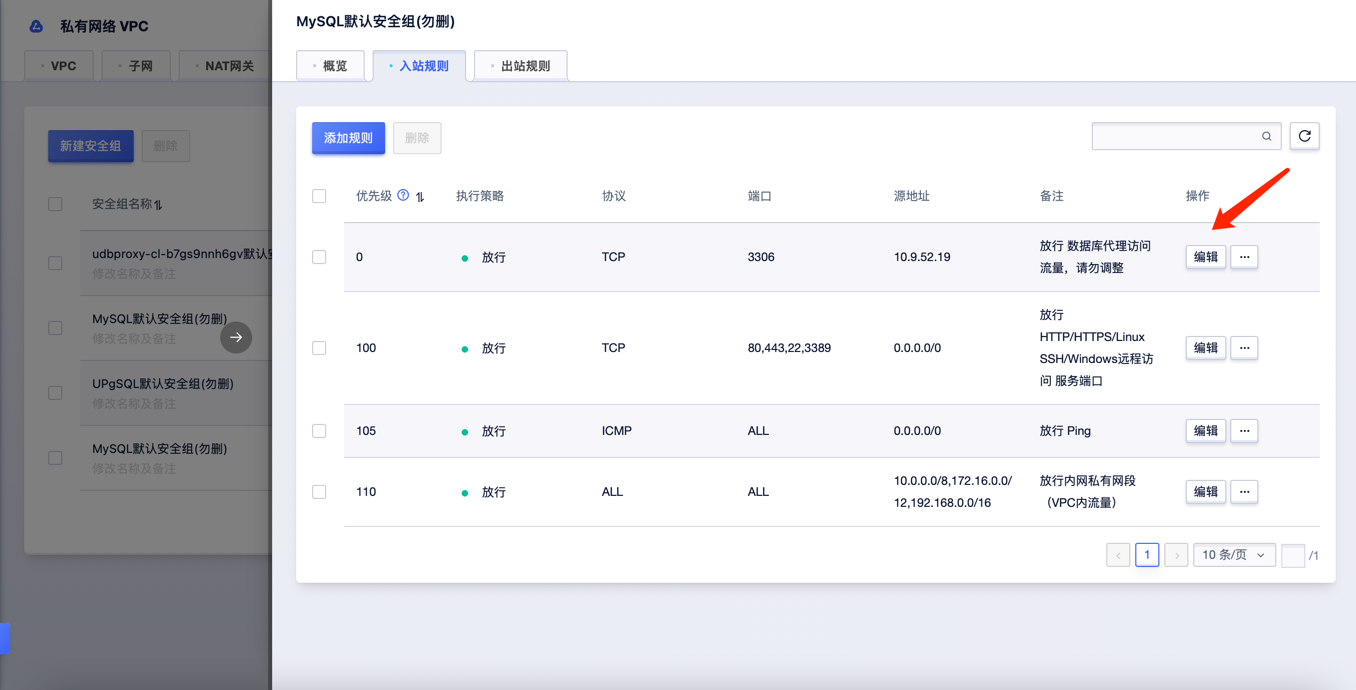 私有网络 VPC
VPC
子网
NAT网关
新建安全组
删除
安全组名称
udbproxy-cl-b7gs9nnh6gv默认安
修改名称及备注
MySQL默认安全组(勿删)
修改名称及备注
UPgSQL默认安全组(勿删)
修改名称及备注
MySQL默认安全组(勿删)
修改名称及备注
MySQL默认安全组(勿删)
概览
入站规则
出站规则
添加规则
删除
优先级
执行策略
协议
端口
源地址
备注
操作
0
放行
TCP
3306
10.9.52.19
放行 数据库代理访问
流量，请勿调整
编辑
...
100
放行
TCP
80,443,22,3389
0.0.0.0/0
放行
HTTP/HTTPS/Linux
SSH/Windows远程访
问 服务端口
编辑
...
105
放行
ICMP
ALL
0.0.0.0/0
放行 Ping
编辑
...
110
放行
ALL
ALL
10.0.0.0/8,172.16.0.0/
12,192.168.0.0/16
放行内网私有网段
（VPC内流量）
编辑
...
1
10 条/页
/1